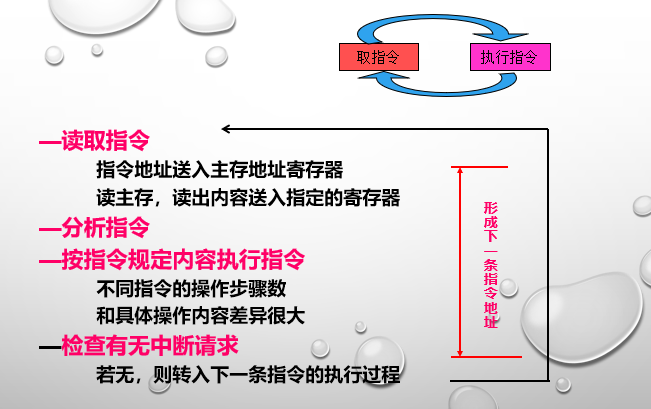 取指令
执行指令
—读取指令
指令地址送入主存地址寄存器
读主存，读出内容送入指定的寄存器
—分析指令
—按指令规定内容执行指令
不同指令的操作步骤数
和具体操作内容差异很大
—检查有无中断请求
若无，则转入下一条指令的执行过程
形成下一条指令地址